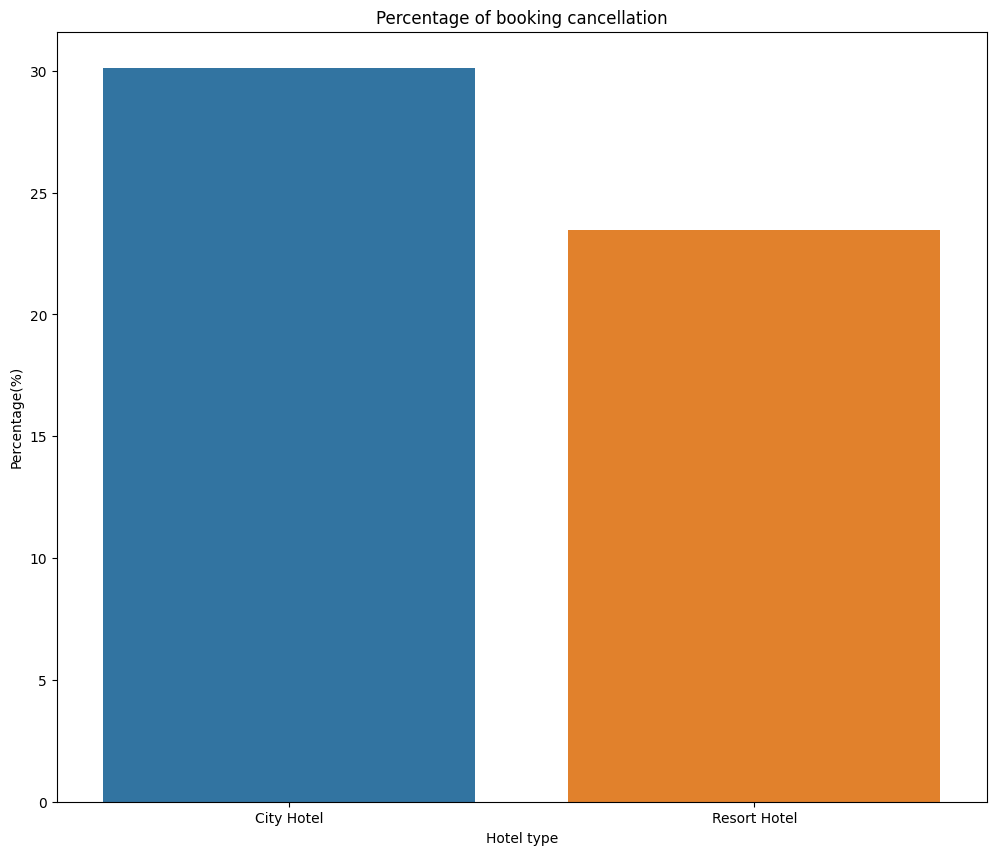 Percentage of booking cancellation
30
25
20
15
10
5
0
Percentage(%)
City Hotel
Resort Hotel
Hotel type